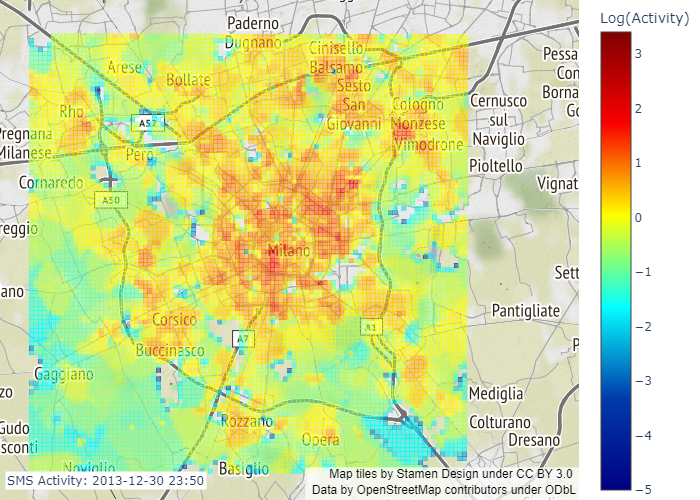 Log(Activity)
3
2
1
0
−1
−2
−3
−4
−5
Paderno
Dugnano
Cinisello
Balsamo
Arese
Bollate
Sesto
San
Giovanni
Cologno
Monzese
Vimodrone
Pessa
Con
Borna
Go
Cernusco
sul
Naviglio
Rho
A52
Pero
Pregnana
Milanese
Cornaredo
Pioltello
Vignat
A50
reggio
Milano
Sett
ano
Pantigliate
Corsico
A7
A1
Buccinasco
P
Gaggiano
zo
Mediglia
Rozzano
Colturano
Gudo
sconti
Opera
Dresano
Noviglio
Basiglio
SMS Activity: 2013-12-30 23:50
Map tiles by Stamen Design under CC BY 3.0
Data by OpenStreetMap contributors under ODbL